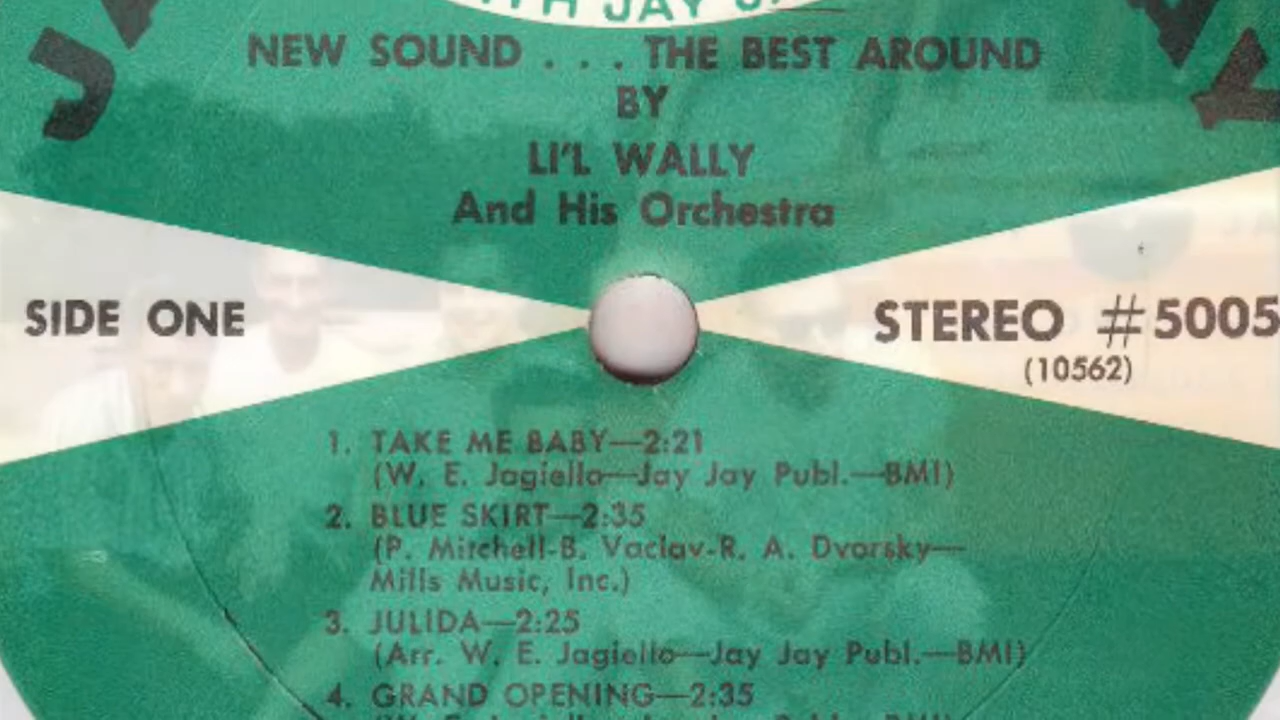 JAY
NEW SOUND . . . THE BEST AROUND
BY
LI'L WALLY
And His Orchestra
SIDE ONE
STEREO #5005
(10562)
1. TAKE ME BABY—2:21
(W. E. Jagiello—Jay Jay Publ.—BMI)
2. BLUE SKIRT—2:35
(P. Mitchell-B. Vaclav-R. A. Dvorsky—
Mills Music, Inc.)
3. JULIDA—2:25
(Arr. W. E. Jagiello—Jay Jay Publ.—BMI)
4. GRAND OPENING—2:35